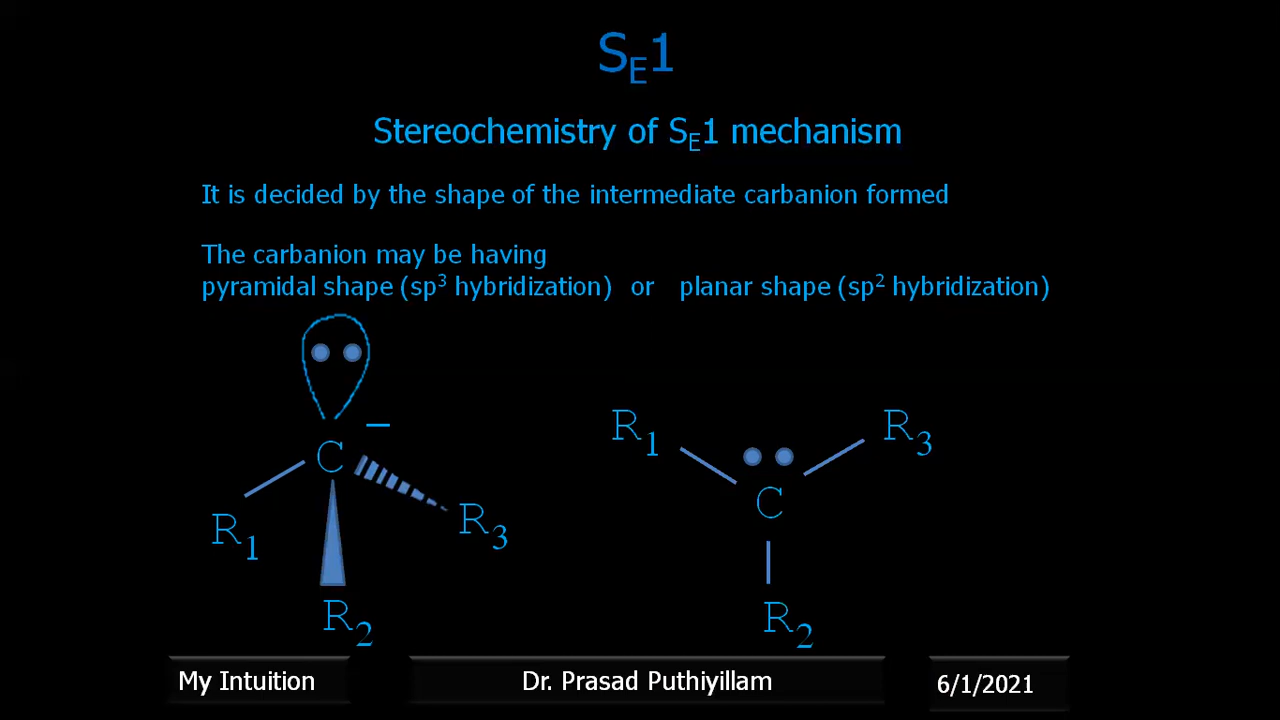 S_E1
Stereochemistry of S_E1 mechanism
It is decided by the shape of the intermediate carbanion formed
The carbanion may be having
pyramidal shape (sp³ hybridization) or planar shape (sp² hybridization)
C −
R₁
R₂
R₃
R₁
R₃
C
R₂
My Intuition
Dr. Prasad Puthiyillam
6/1/2021